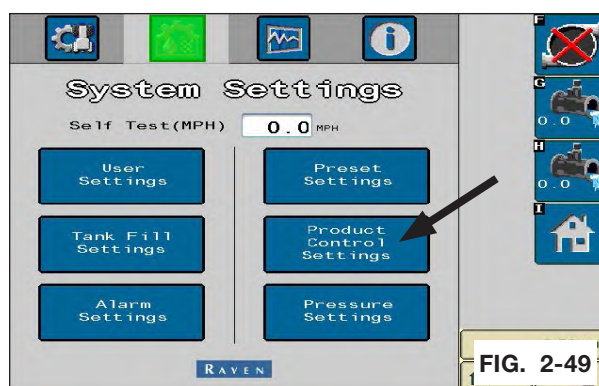 System Settings
Self Test(MPH) 0.0 MPH
User
Settings
Preset
Settings
Tank Fill
Settings
Product
Control
Settings
Alarm
Settings
Pressure
Settings
RAVEN
F
G
0.0
H
0.0
I
FIG. 2-49